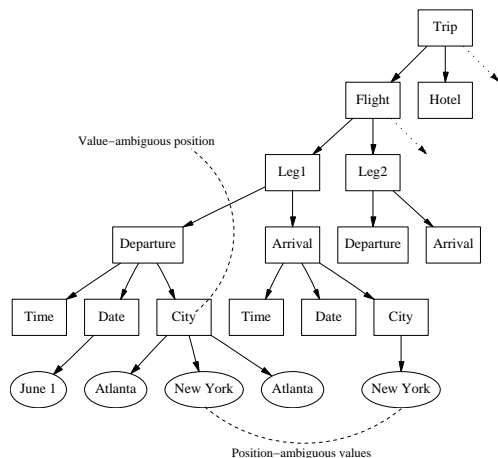 Trip
Flight
Hotel
Value−ambiguous position
Leg1
Leg2
Departure
Arrival
Departure
Arrival
Time
Date
City
Time
Date
City
June 1
Atlanta
New York
Atlanta
New York
Position−ambiguous values